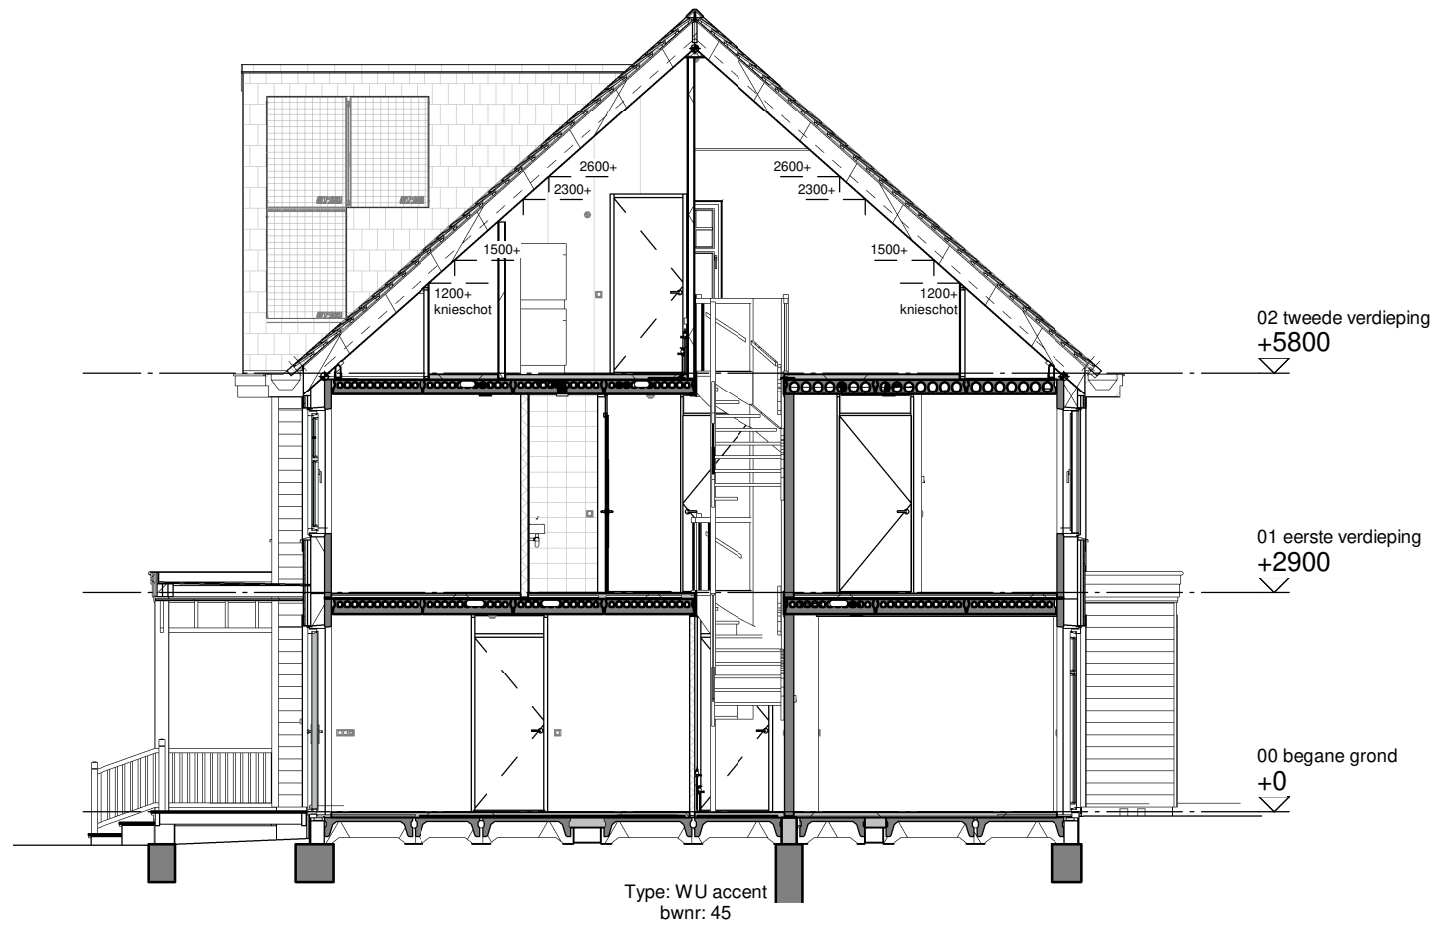 2600+
2600+
2300+
2300+
1500+
1500+
1200+
knieschot
1200+
knieschot
02 tweede verdieping
+5800
01 eerste verdieping
+2900
00 begane grond
+0
Type: WU accent
bwnr: 45